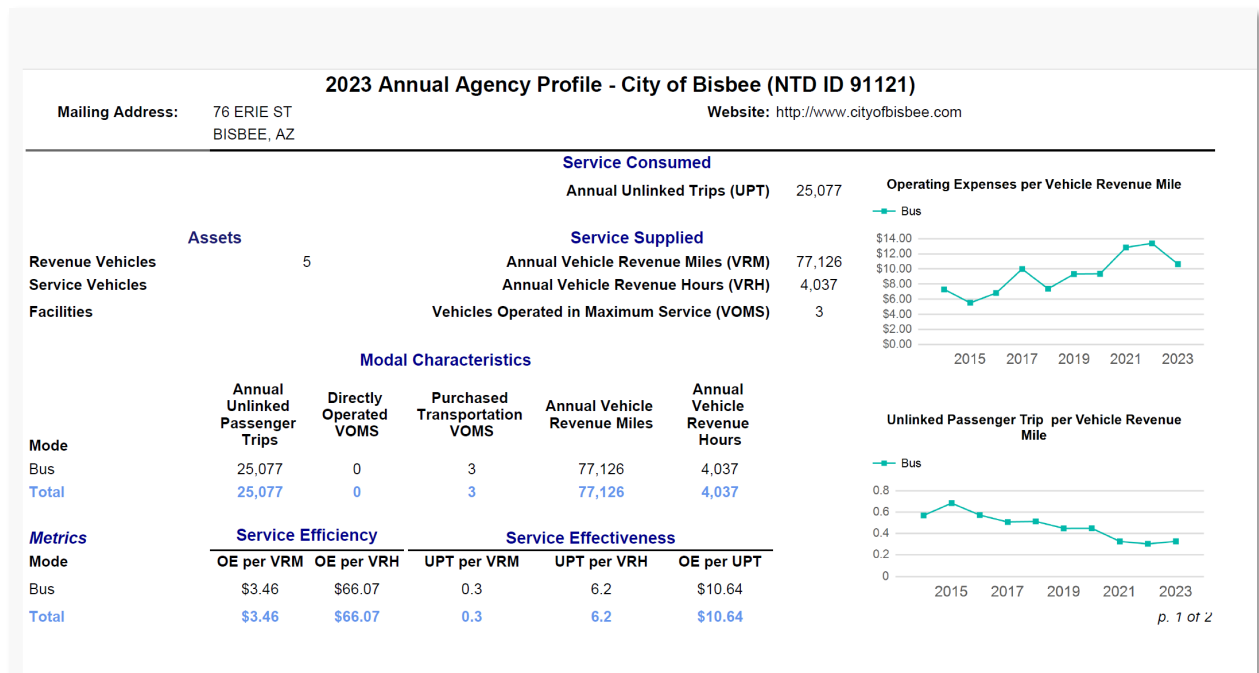 2023 Annual Agency Profile - City of Bisbee (NTD ID 91121)
Mailing Address: 76 ERIE ST
BISBEE, AZ
Website: http://www.cityofbisbee.com
Service Consumed
Annual Unlinked Trips (UPT) 25,077
Assets
Revenue Vehicles 5
Service Vehicles
Facilities
Service Supplied
Annual Vehicle Revenue Miles (VRM) 77,126
Annual Vehicle Revenue Hours (VRH) 4,037
Vehicles Operated in Maximum Service (VOMS) 3
Operating Expenses per Vehicle Revenue Mile
Bus
$14.00
$12.00
$10.00
$8.00
$6.00
$4.00
$2.00
$0.00
2015 2017 2019 2021 2023
Modal Characteristics
Mode
Annual
Unlinked
Passenger
Trips
Directly
Operated
VOMS
Purchased
Transportation
VOMS
Annual Vehicle
Revenue Miles
Annual
Vehicle
Revenue
Hours
Bus 25,077 0 3 77,126 4,037
Total 25,077 0 3 77,126 4,037
Unlinked Passenger Trip per Vehicle Revenue
Mile
Bus
0.8
0.6
0.4
0.2
0
2015 2017 2019 2021 2023
Metrics Service Efficiency Service Effectiveness
Mode OE per VRM OE per VRH UPT per VRM UPT per VRH OE per UPT
Bus $3.46 $66.07 0.3 6.2 $10.64
Total $3.46 $66.07 0.3 6.2 $10.64
p. 1 of 2